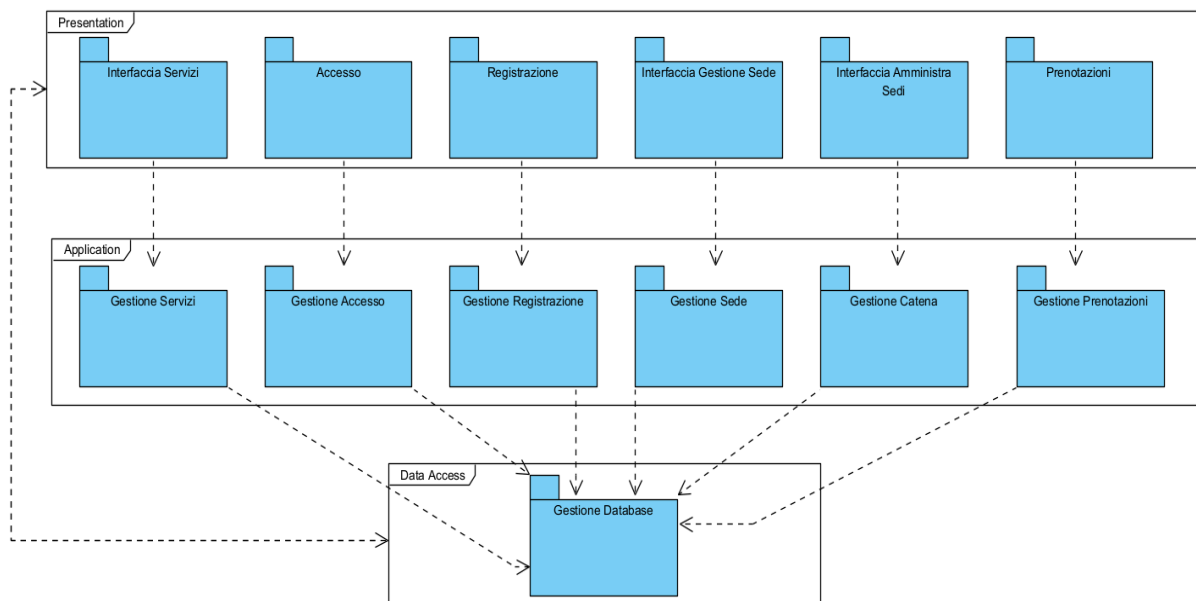 Presentation
Interfaccia Servizi
Accesso
Registrazione
Interfaccia Gestione Sede
Interfaccia Amministra
Sedi
Prenotazioni
Application
Gestione Servizi
Gestione Accesso
Gestione Registrazione
Gestione Sede
Gestione Catena
Gestione Prenotazioni
Data Access
Gestione Database